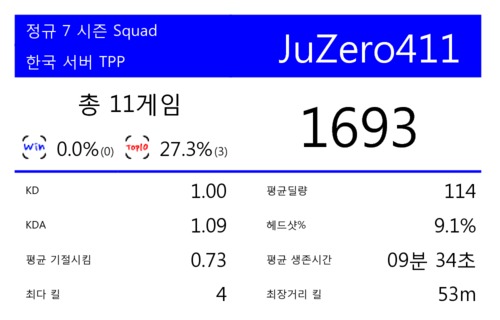 정규 7 시즌 Squad
한국 서버 TPP
JuZero411
총 11게임
Win 0.0%(0) TOP10 27.3%(3)
1693
KD 1.00
KDA 1.09
평균 기절시킴 0.73
최다 킬 4
평균딜량 114
헤드샷% 9.1%
평균 생존시간 09분 34초
최장거리 킬 53m